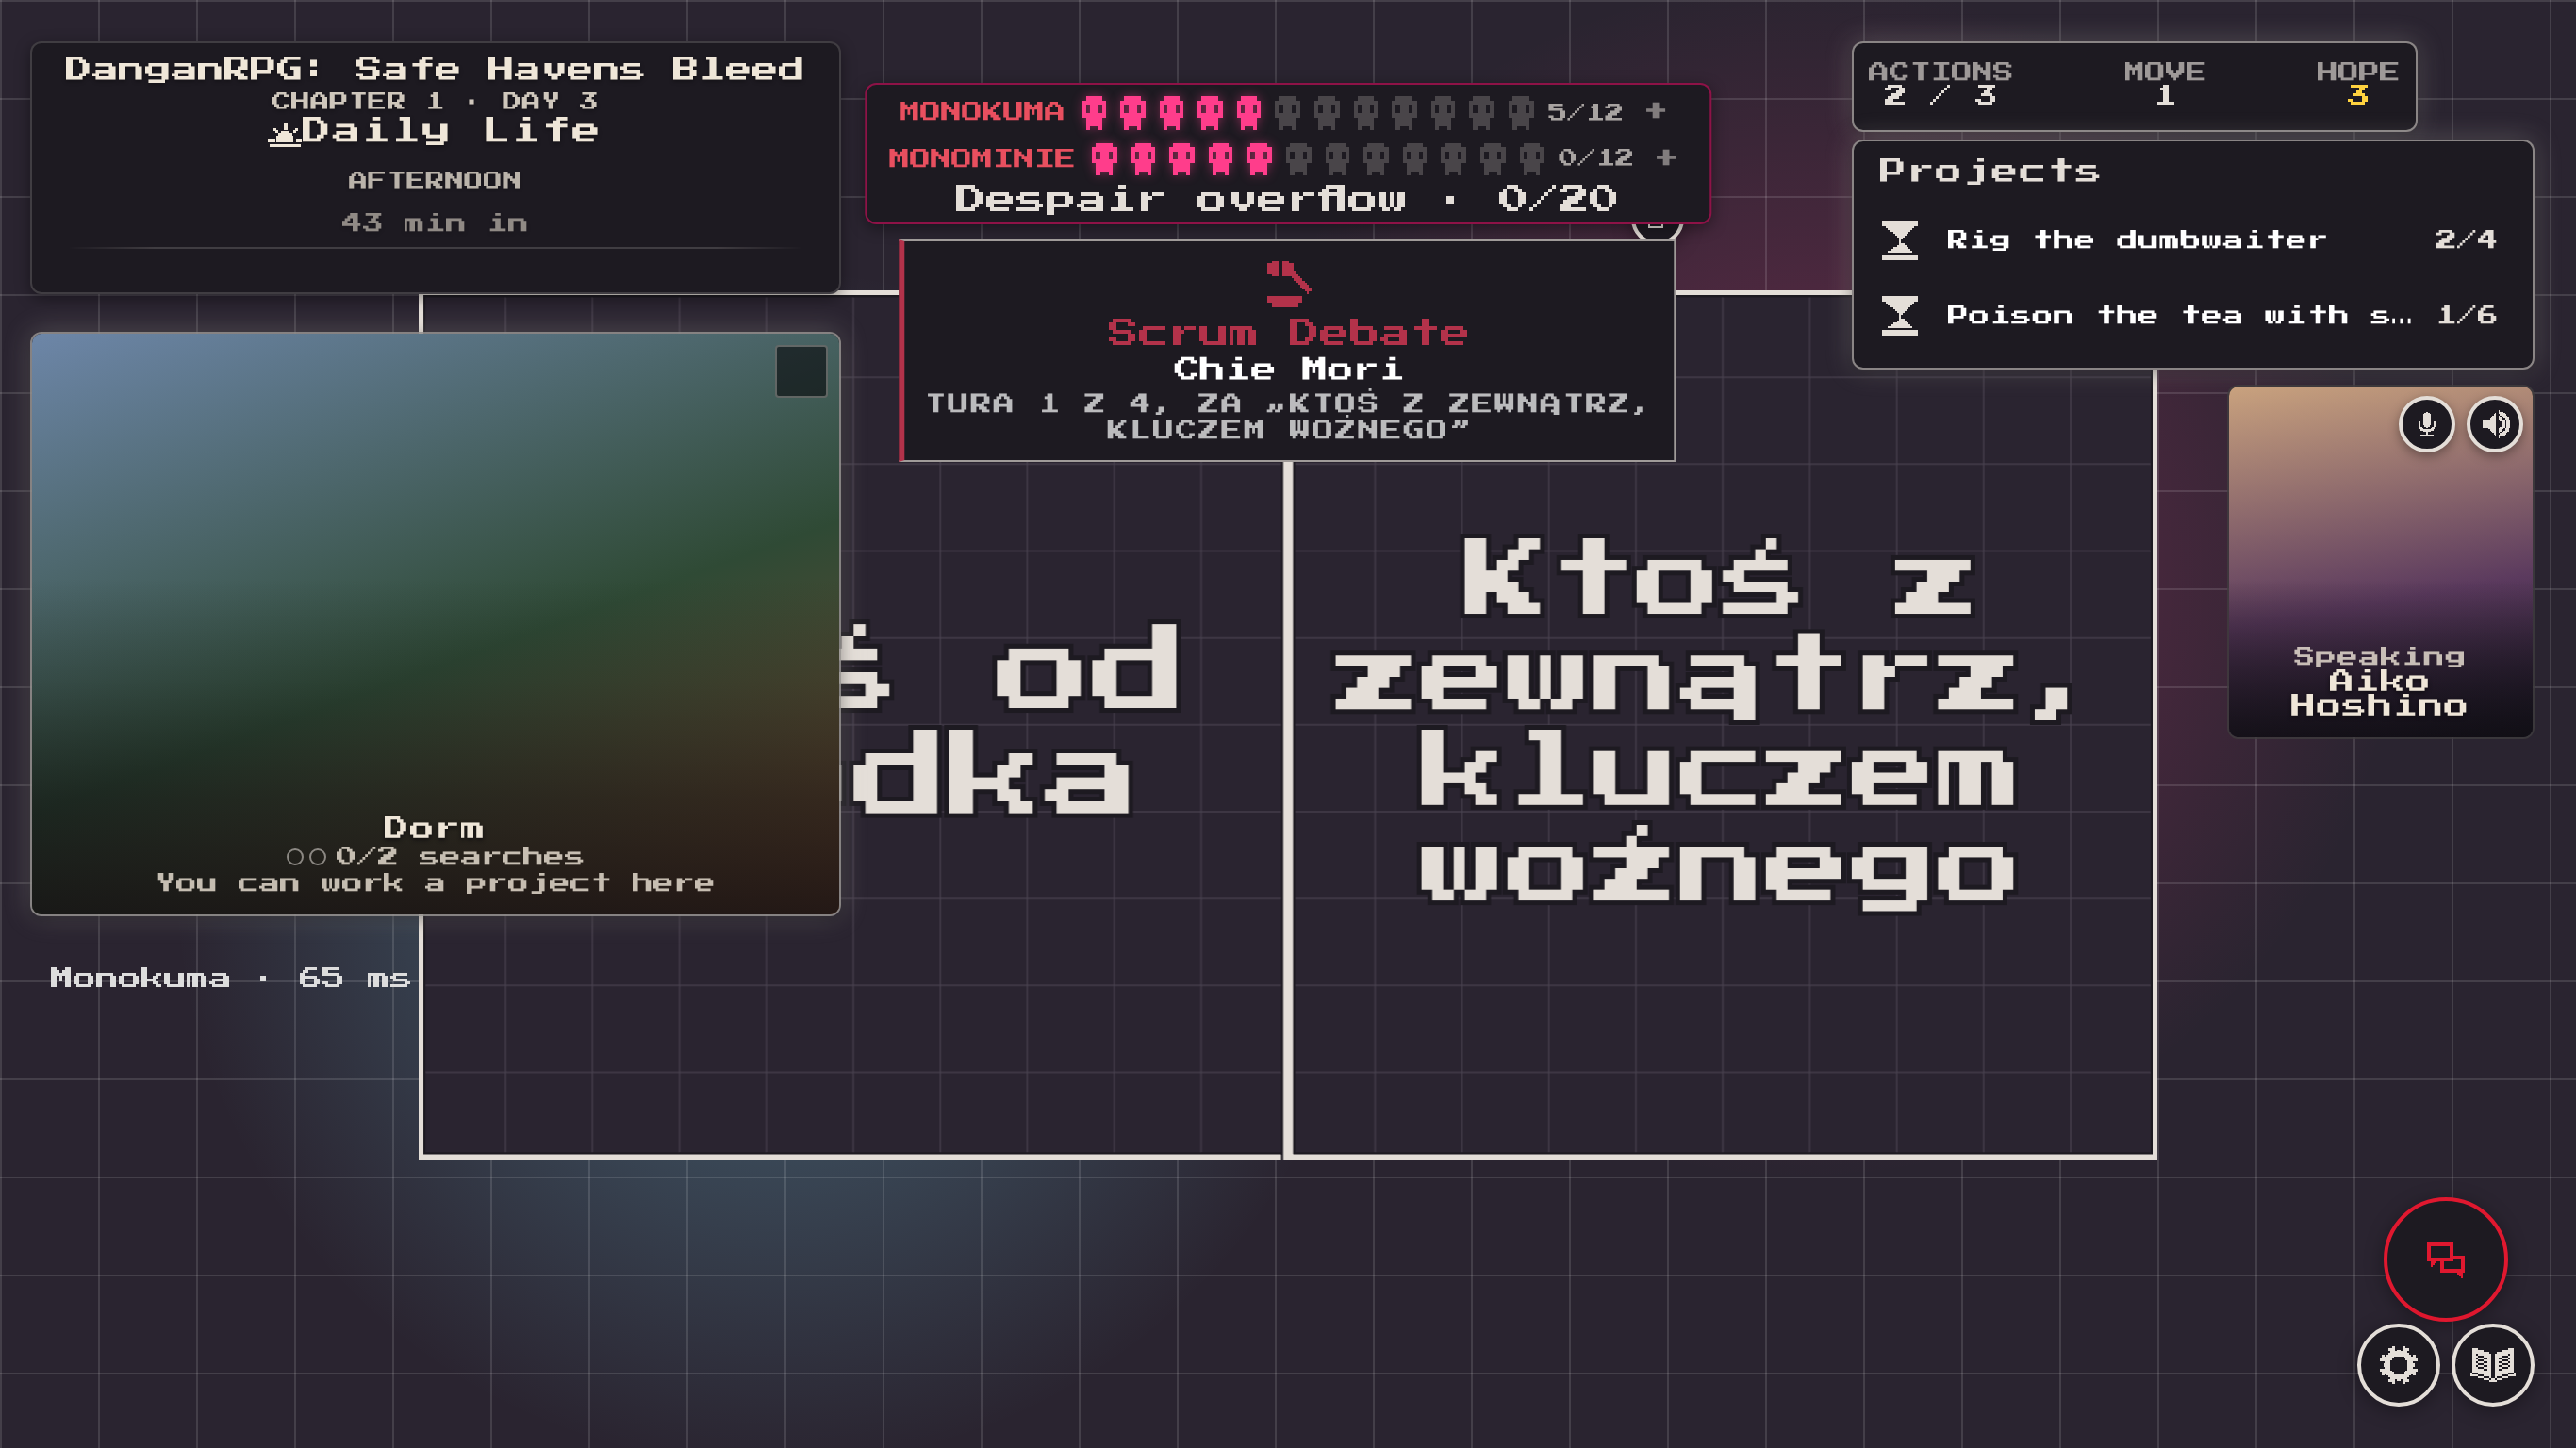 DanganRPG: Safe Havens Bleed
CHAPTER 1 · DAY 3
Daily Life
AFTERNOON
43 min in
MONOKUMA 5/12 +
MONOMINIE 0/12 +
Despair overflow · 0/20
ACTIONS MOVE HOPE
2 / 3 1 3
Projects
Rig the dumbwaiter 2/4
Poison the tea with s… 1/6
Scrum Debate
Chie Mori
TURA 1 Z 4, ZA „KTOŚ Z ZEWNĄTRZ,
KLUCZEM WOŹNEGO”
ś od
dka
Ktoś z
zewnątrz,
kluczem
woźnego
Speaking
Aiko
Hoshino
Dorm
0/2 searches
You can work a project here
Monokuma · 65 ms